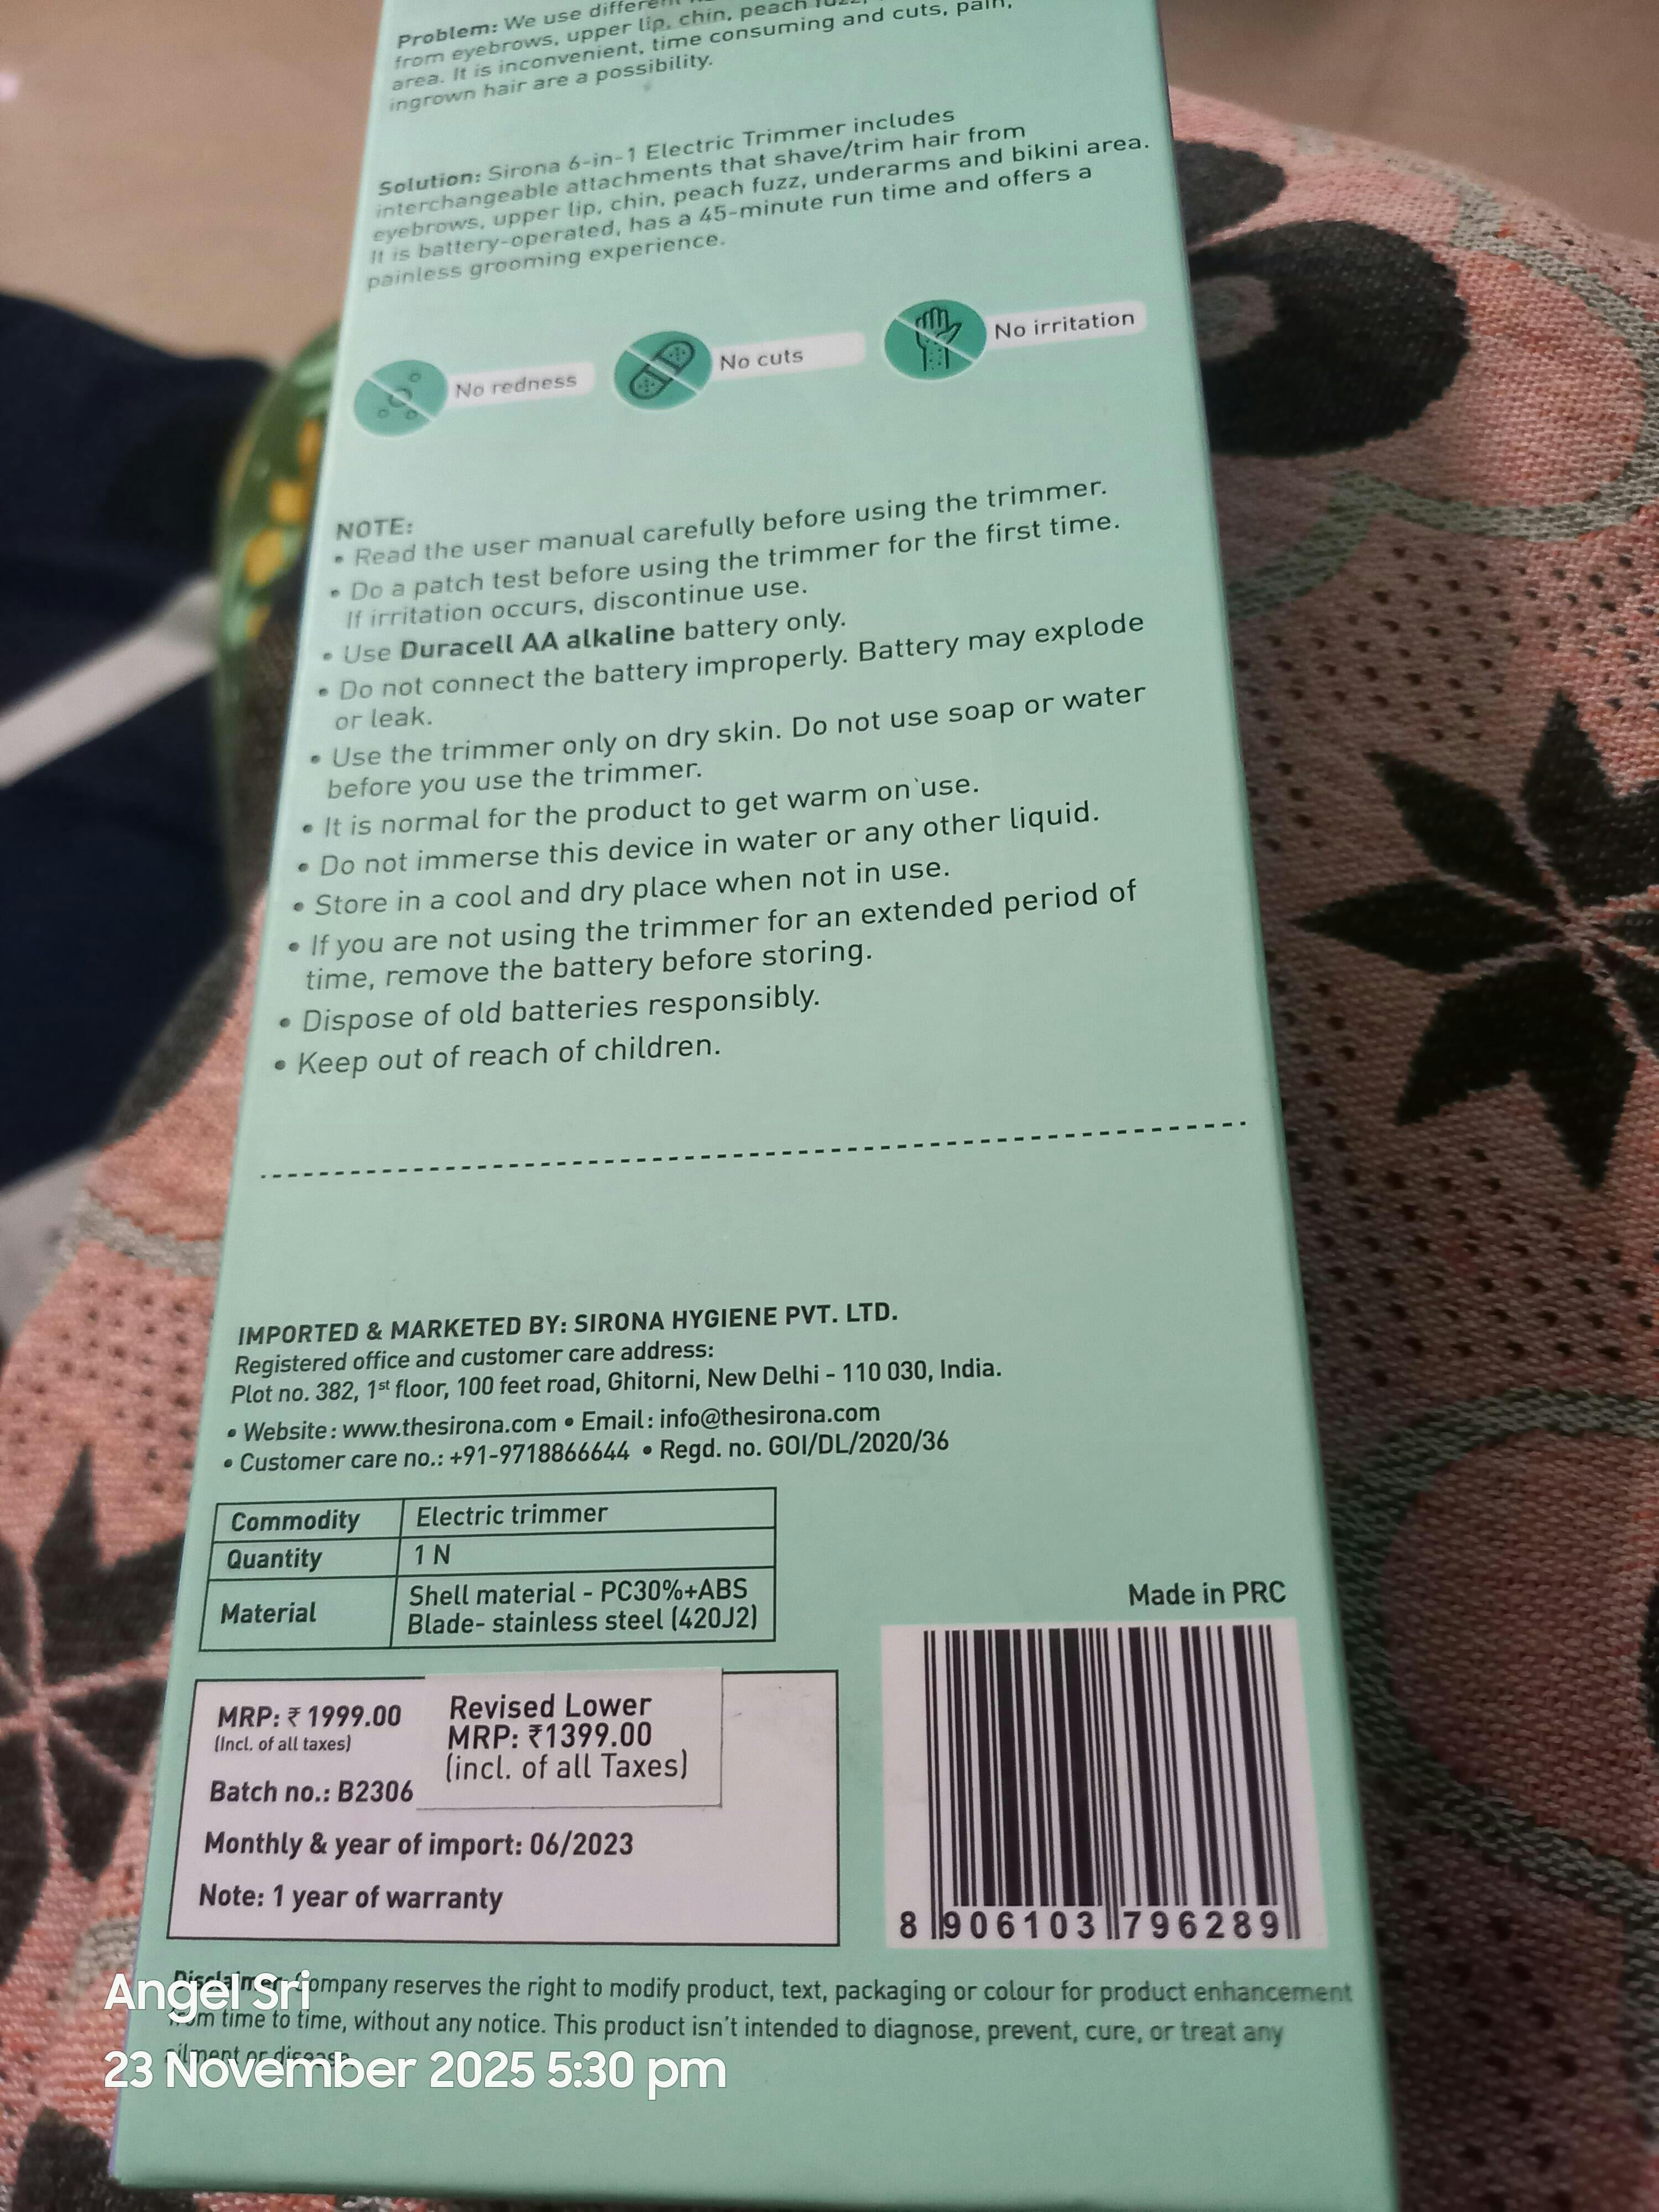 Problem: We use different
from eyebrows, upper lip, chin, peach fuzz,
area. It is inconvenient, time consuming and cuts, pain,
ingrown hair are a possibility.
Solution: Sirona 6-in-1 Electric Trimmer includes
interchangeable attachments that shave/trim hair from
eyebrows, upper lip, chin, peach fuzz, underarms and bikini area.
It is battery-operated, has a 45-minute run time and offers a
painless grooming experience.
No redness
No cuts
No irritation
NOTE:
• Read the user manual carefully before using the trimmer.
• Do a patch test before using the trimmer for the first time.
If irritation occurs, discontinue use.
• Use Duracell AA alkaline battery only.
• Do not connect the battery improperly. Battery may explode
or leak.
• Use the trimmer only on dry skin. Do not use soap or water
before you use the trimmer.
• It is normal for the product to get warm on use.
• Do not immerse this device in water or any other liquid.
• Store in a cool and dry place when not in use.
• If you are not using the trimmer for an extended period of
time, remove the battery before storing.
• Dispose of old batteries responsibly.
• Keep out of reach of children.
IMPORTED & MARKETED BY: SIRONA HYGIENE PVT. LTD.
Registered office and customer care address:
Plot no. 382, 1st floor, 100 feet road, Ghitorni, New Delhi - 110 030, India.
• Website: www.thesirona.com • Email: info@thesirona.com
• Customer care no.: +91-9718866644 • Regd. no. GOI/DL/2020/36
Commodity Electric trimmer
Quantity 1 N
Material Shell material - PC30%+ABS
Blade- stainless steel (420J2)
Made in PRC
MRP: ₹ 1999.00
(Incl. of all taxes)
Revised Lower
MRP: ₹1399.00
(incl. of all Taxes)
Batch no.: B2306
Monthly & year of import: 06/2023
Note: 1 year of warranty
8 906103 796289
Disclaimer: Company reserves the right to modify product, text, packaging or colour for product enhancement
from time to time, without any notice. This product isn't intended to diagnose, prevent, cure, or treat any
ailment or disease.
Angel Sri
23 November 2025 5:30 pm